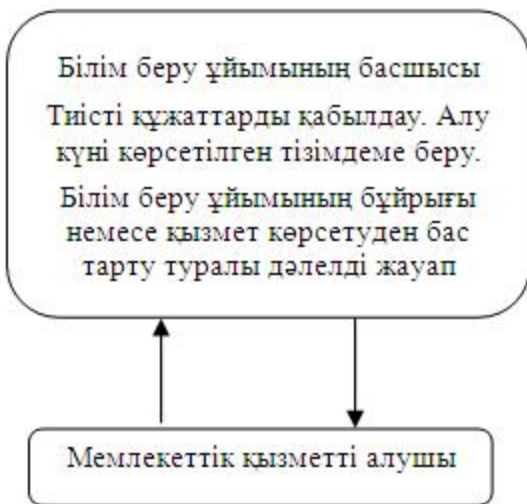 Білім беру ұйымының басшысы
Тиісті құжаттарды қабылдау. Алу
күні көрсетілген тізімдеме беру.
Білім беру ұйымының бұйрығы
немесе қызмет көрсетуден бас
тарту туралы дәлелді жауап
Мемлекеттік қызметті алушы